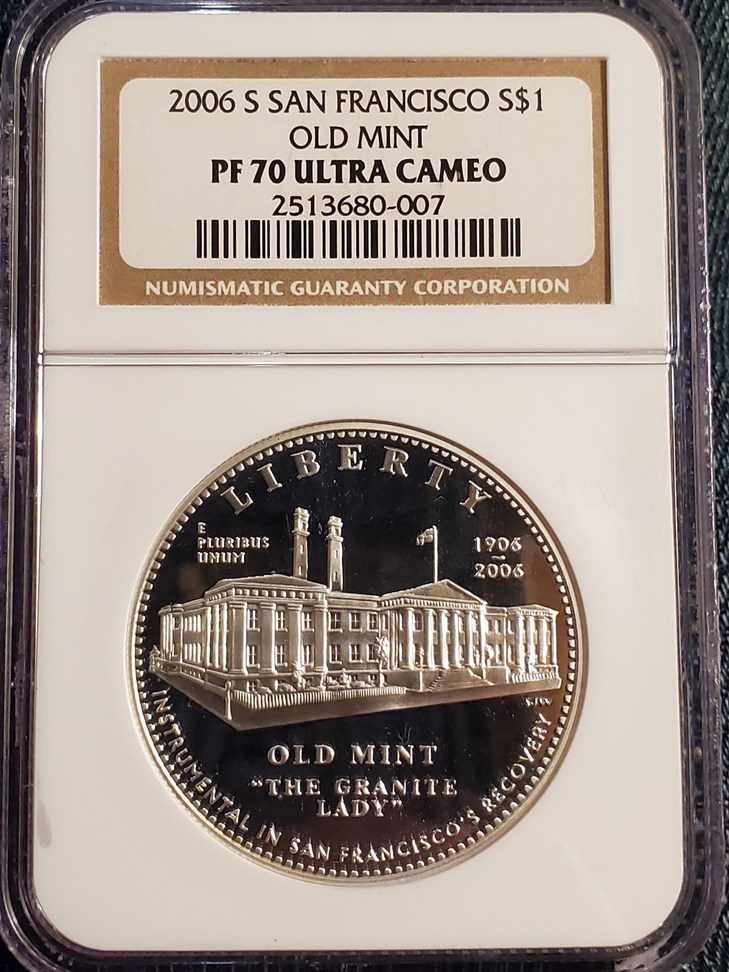 2006 S SAN FRANCISCO S$1
OLD MINT
PF 70 ULTRA CAMEO
2513680-007
NUMISMATIC GUARANTY CORPORATION
LIBERTY
E
PLURIBUS
UNUM
1906
~
2006
SJW
OLD MINT
"THE GRANITE
LADY"
INSTRUMENTAL IN SAN FRANCISCO'S RECOVERY